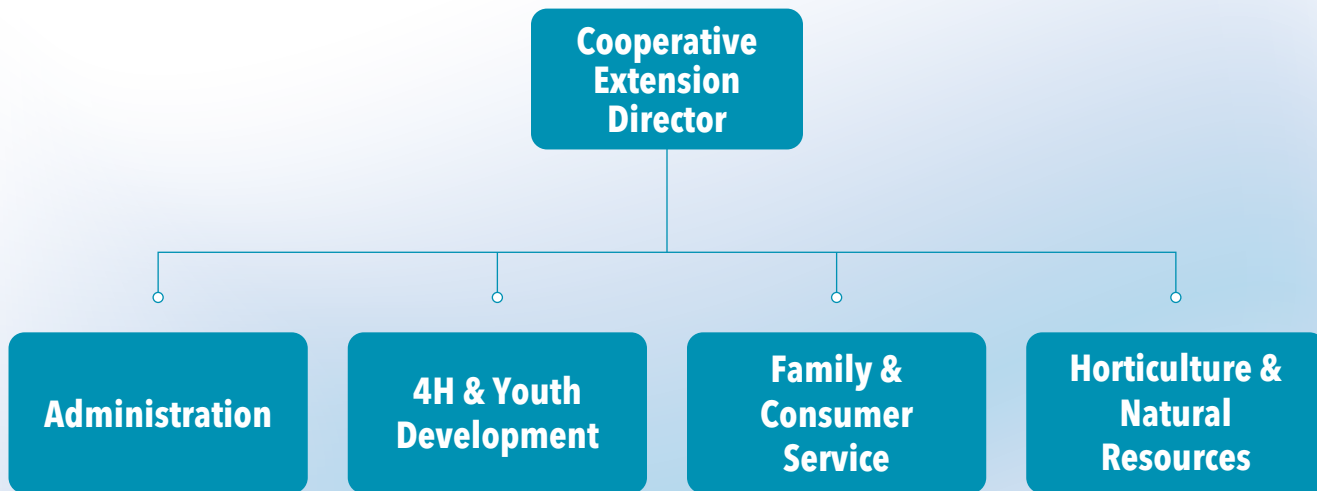 Cooperative
Extension
Director
Administration
4H & Youth
Development
Family &
Consumer
Service
Horticulture &
Natural
Resources